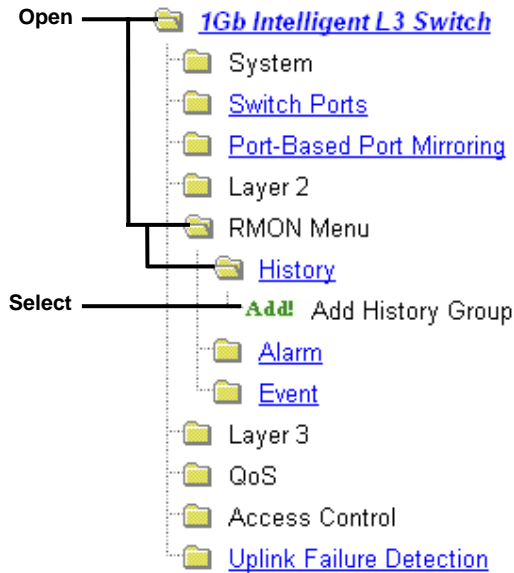 Open 1Gb Intelligent L3 Switch
System
Switch Ports
Port-Based Port Mirroring
Layer 2
RMON Menu
History
Select Add! Add History Group
Alarm
Event
Layer 3
QoS
Access Control
Uplink Failure Detection